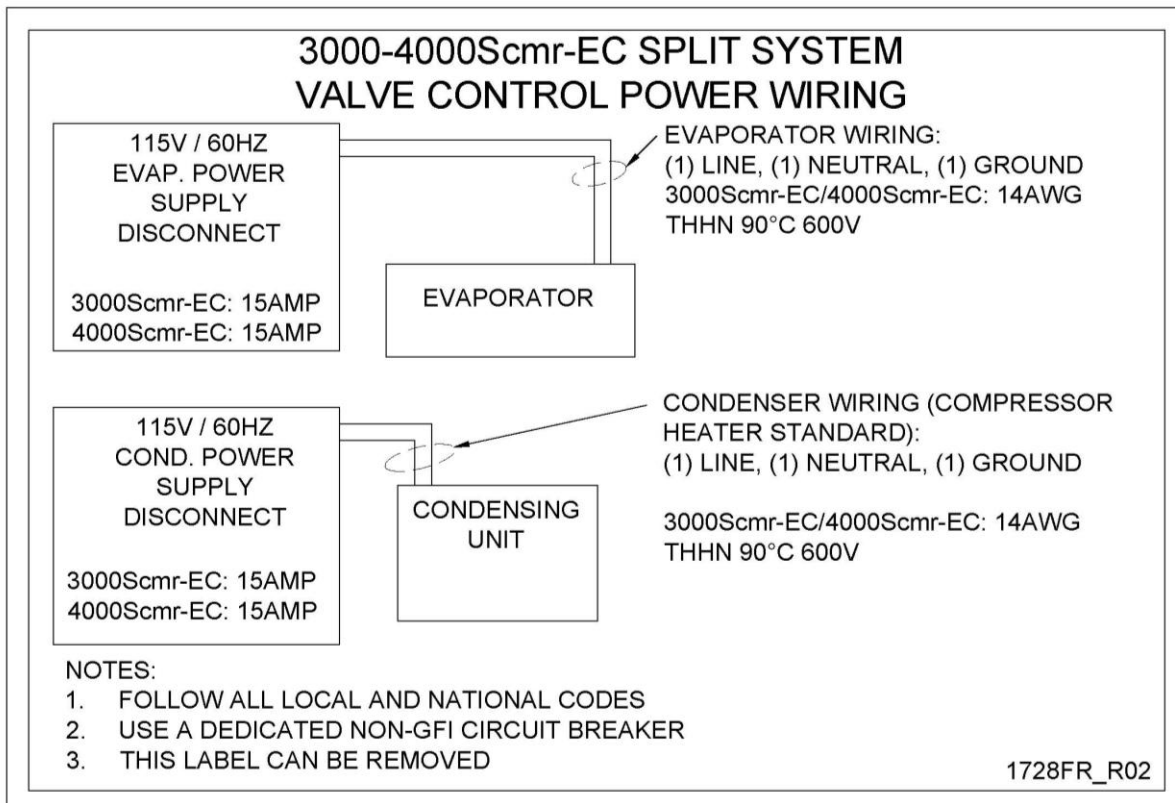 3000-4000Scmr-EC SPLIT SYSTEM
VALVE CONTROL POWER WIRING
115V / 60HZ
EVAP. POWER
SUPPLY
DISCONNECT
3000Scmr-EC: 15AMP
4000Scmr-EC: 15AMP
EVAPORATOR
EVAPORATOR WIRING:
(1) LINE, (1) NEUTRAL, (1) GROUND
3000Scmr-EC/4000Scmr-EC: 14AWG
THHN 90°C 600V
115V / 60HZ
COND. POWER
SUPPLY
DISCONNECT
3000Scmr-EC: 15AMP
4000Scmr-EC: 15AMP
CONDENSING
UNIT
CONDENSER WIRING (COMPRESSOR
HEATER STANDARD):
(1) LINE, (1) NEUTRAL, (1) GROUND
3000Scmr-EC/4000Scmr-EC: 14AWG
THHN 90°C 600V
NOTES:
1. FOLLOW ALL LOCAL AND NATIONAL CODES
2. USE A DEDICATED NON-GFI CIRCUIT BREAKER
3. THIS LABEL CAN BE REMOVED
1728FR_R02